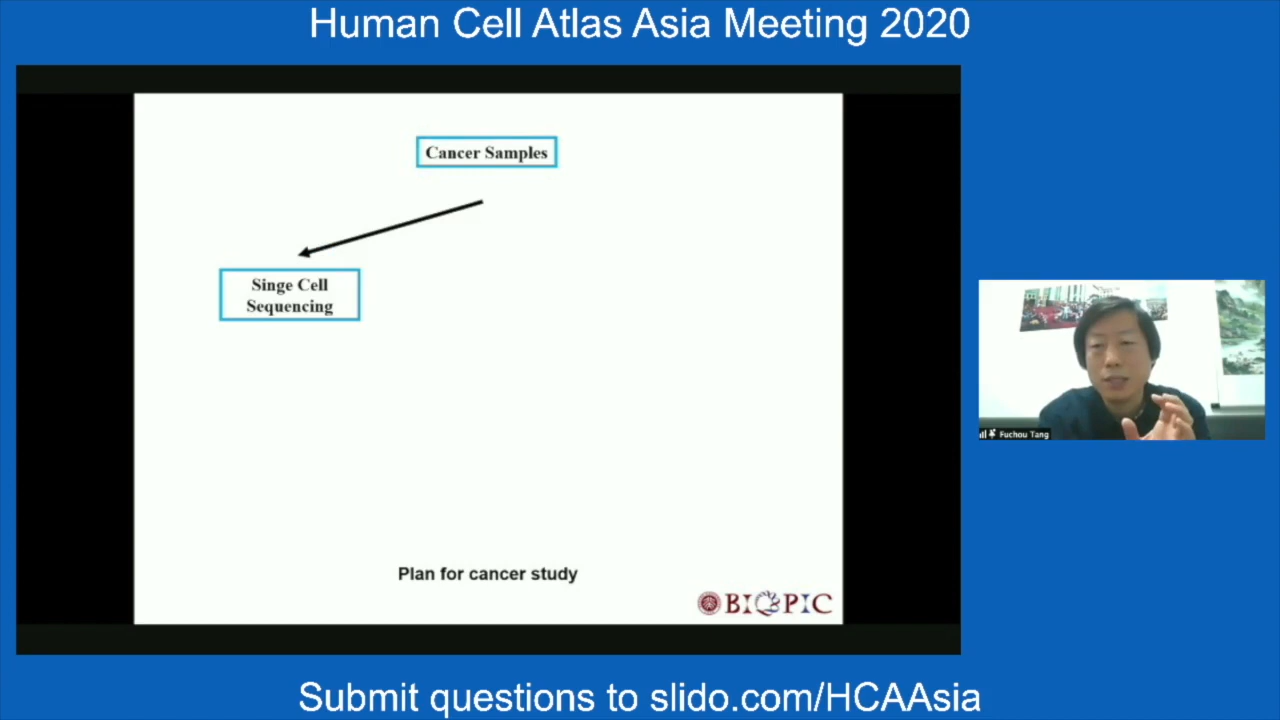 Human Cell Atlas Asia Meeting 2020
Cancer Samples
Singe Cell
Sequencing
Plan for cancer study
BIOPIC
Fuchou Tang
Submit questions to slido.com/HCAAsia